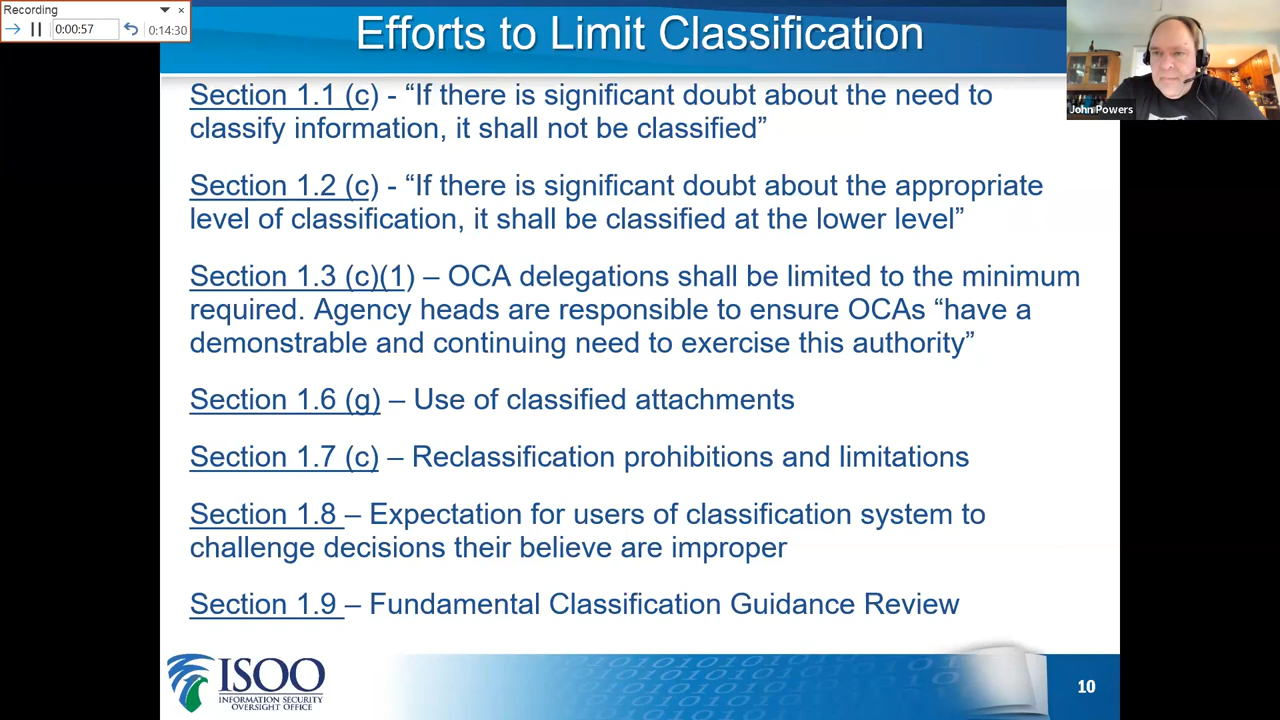 Recording
0:00:57
0:14:30
Efforts to Limit Classification
John Powers
Section 1.1 (c) - “If there is significant doubt about the need to
classify information, it shall not be classified”
Section 1.2 (c) - “If there is significant doubt about the appropriate
level of classification, it shall be classified at the lower level”
Section 1.3 (c)(1) – OCA delegations shall be limited to the minimum
required. Agency heads are responsible to ensure OCAs “have a
demonstrable and continuing need to exercise this authority”
Section 1.6 (g) – Use of classified attachments
Section 1.7 (c) – Reclassification prohibitions and limitations
Section 1.8 – Expectation for users of classification system to
challenge decisions their believe are improper
Section 1.9 – Fundamental Classification Guidance Review
ISOO
INFORMATION SECURITY
OVERSIGHT OFFICE
10